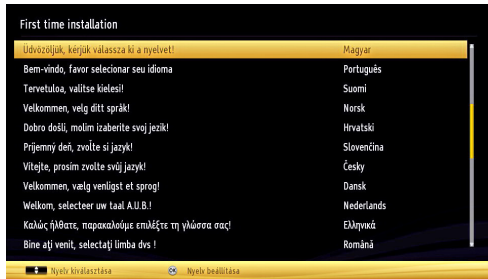 First time installation
Üdvözöljük, kérjük válassza ki a nyelvet! Magyar
Bem-vindo, favor selecionar seu idioma Português
Tervetuloa, valitse kielesi! Suomi
Velkommen, velg ditt språk! Norsk
Dobro došli, molim izaberite svoj jezik! Hrvatski
Príjemný deň, zvoľte si jazyk! Slovenčina
Vítejte, prosím zvolte svůj jazyk! Česky
Velkommen, vælg venligst et sprog! Dansk
Welkom, selecteer uw taal A.U.B.! Nederlands
Καλώς ήλθατε, παρακαλούμε επιλέξτε τη γλώσσα σας! Ελληνικά
Bine aţi venit, selectaţi limba dvs ! Română
Nyelv kiválasztása OK Nyelv beállítása